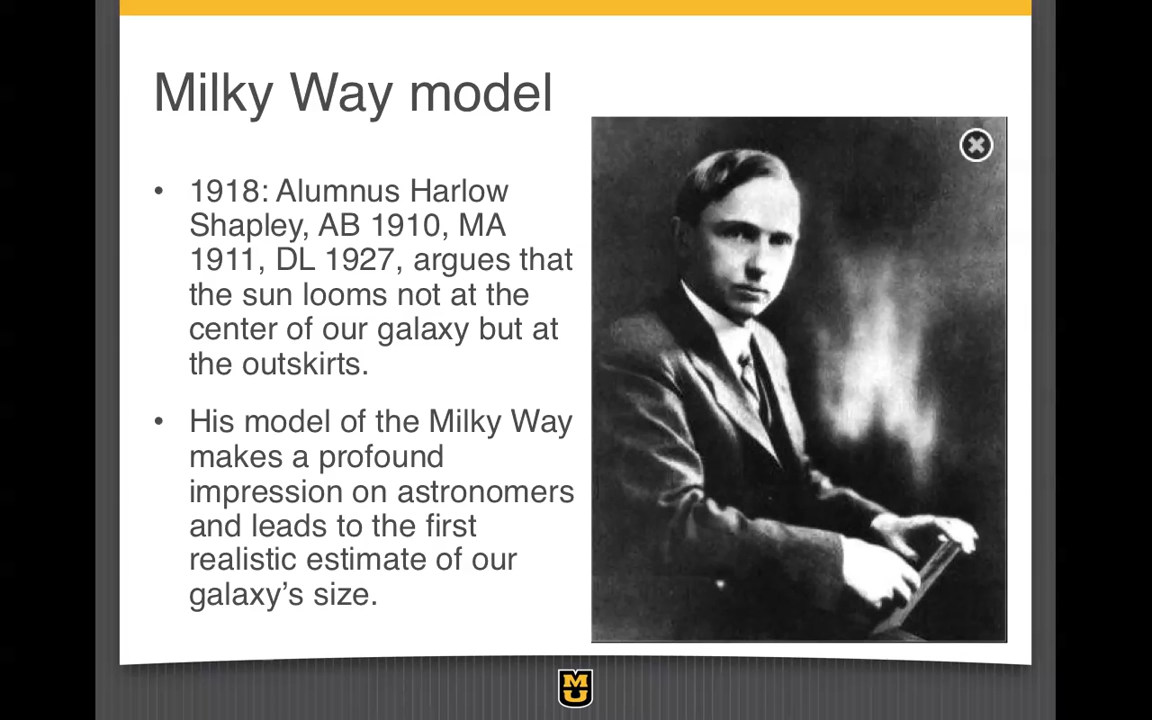 Milky Way model
• 1918: Alumnus Harlow
Shapley, AB 1910, MA
1911, DL 1927, argues that
the sun looms not at the
center of our galaxy but at
the outskirts.
• His model of the Milky Way
makes a profound
impression on astronomers
and leads to the first
realistic estimate of our
galaxy’s size.
MU